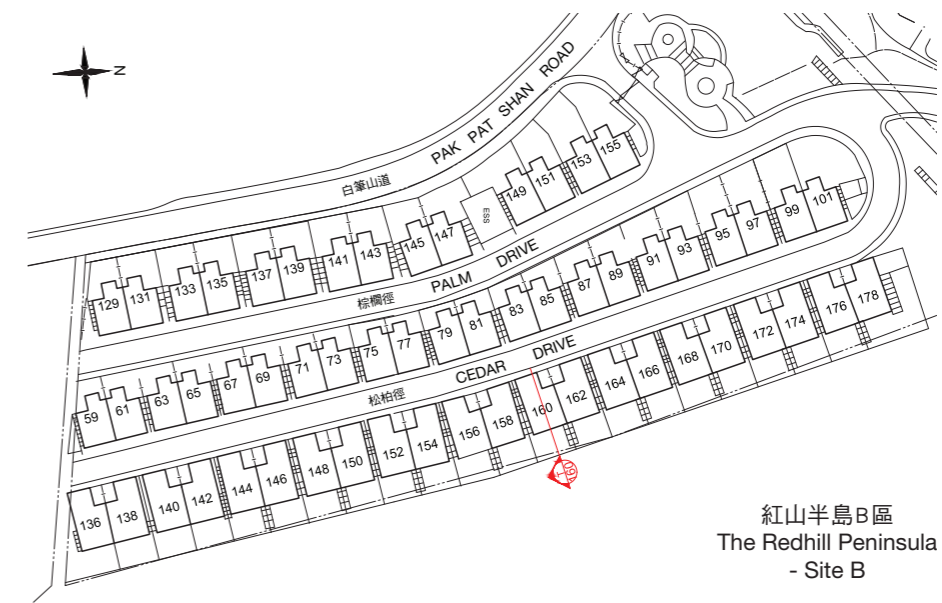 N
PAK PAT SHAN ROAD
白筆山道
129 131 133 135 137 139 141 143 145 147 ESS 149 151 153 155
PALM DRIVE
棕櫚徑
59 61 63 65 67 69 71 73 75 77 79 81 83 85 87 89 91 93 95 97 99 101
CEDAR DRIVE
松柏徑
136 138 140 142 144 146 148 150 152 154 156 158 160 162 164 166 168 170 172 174 176 178
160
紅山半島B區
The Redhill Peninsula
- Site B